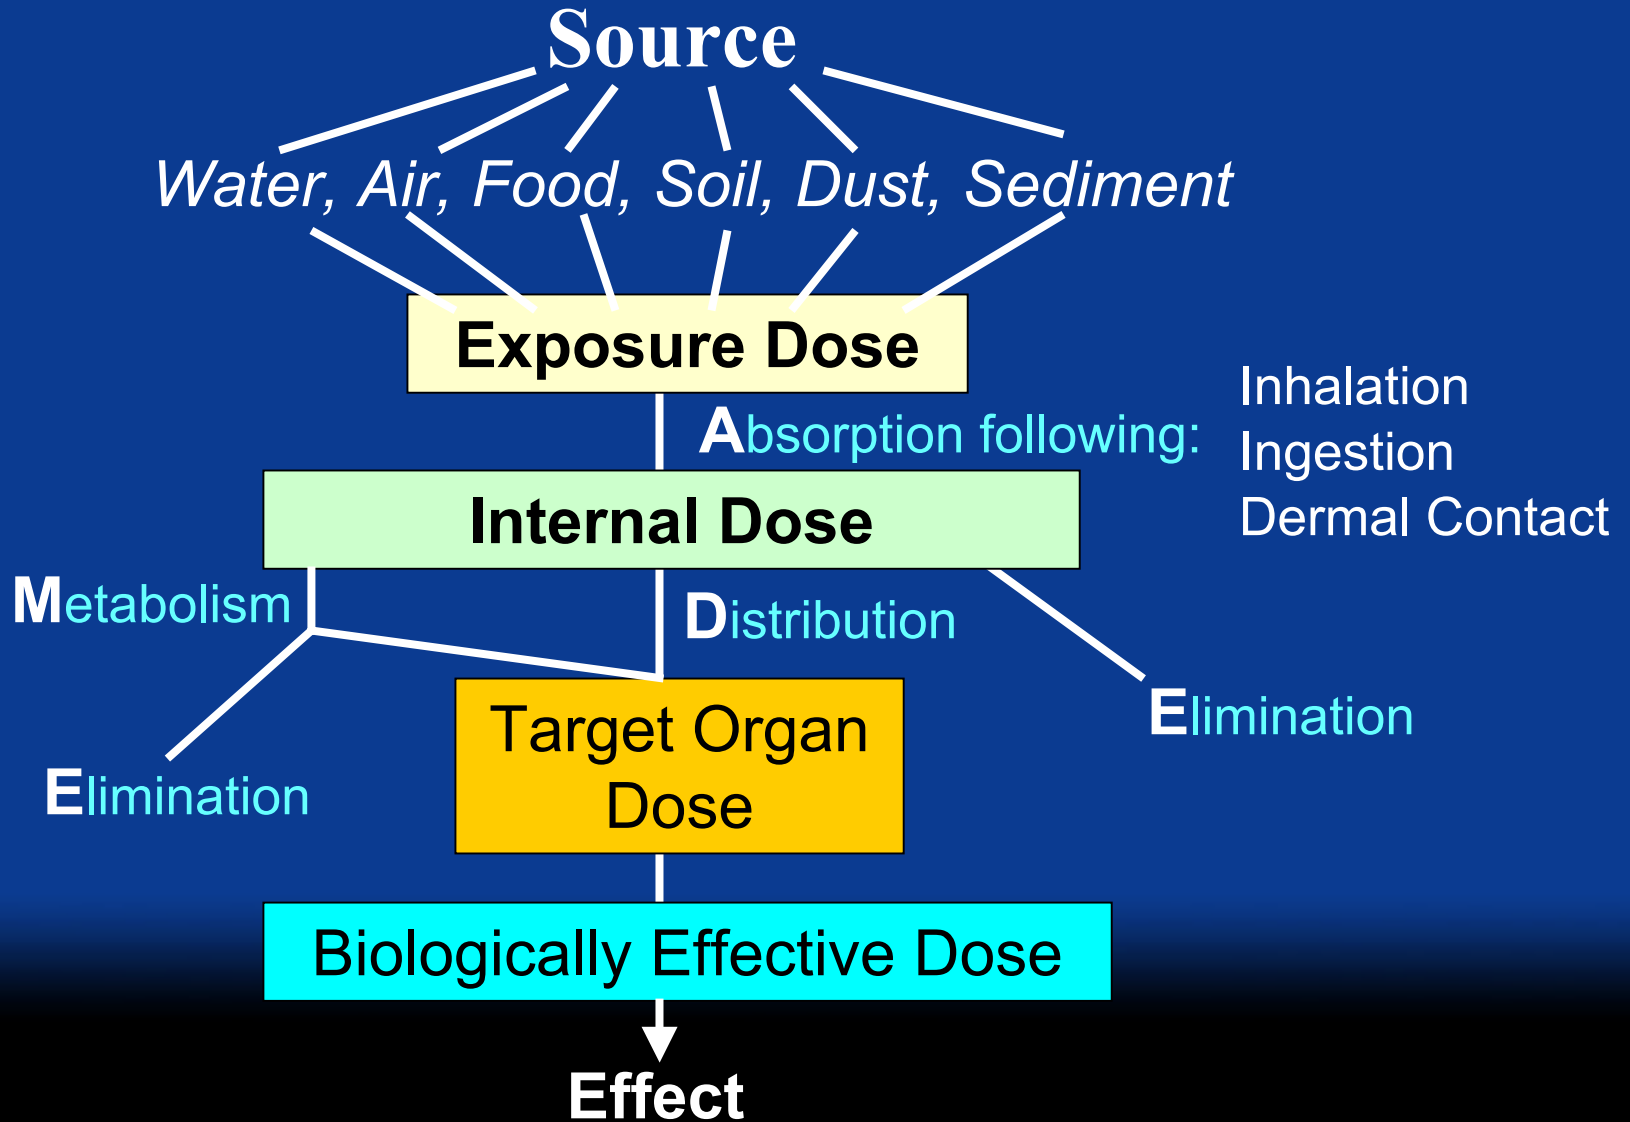 Source
Water, Air, Food, Soil, Dust, Sediment
Exposure Dose
Absorption following:
Inhalation
Ingestion
Dermal Contact
Internal Dose
Metabolism
Distribution
Elimination
Elimination
Target Organ
Dose
Biologically Effective Dose
Effect